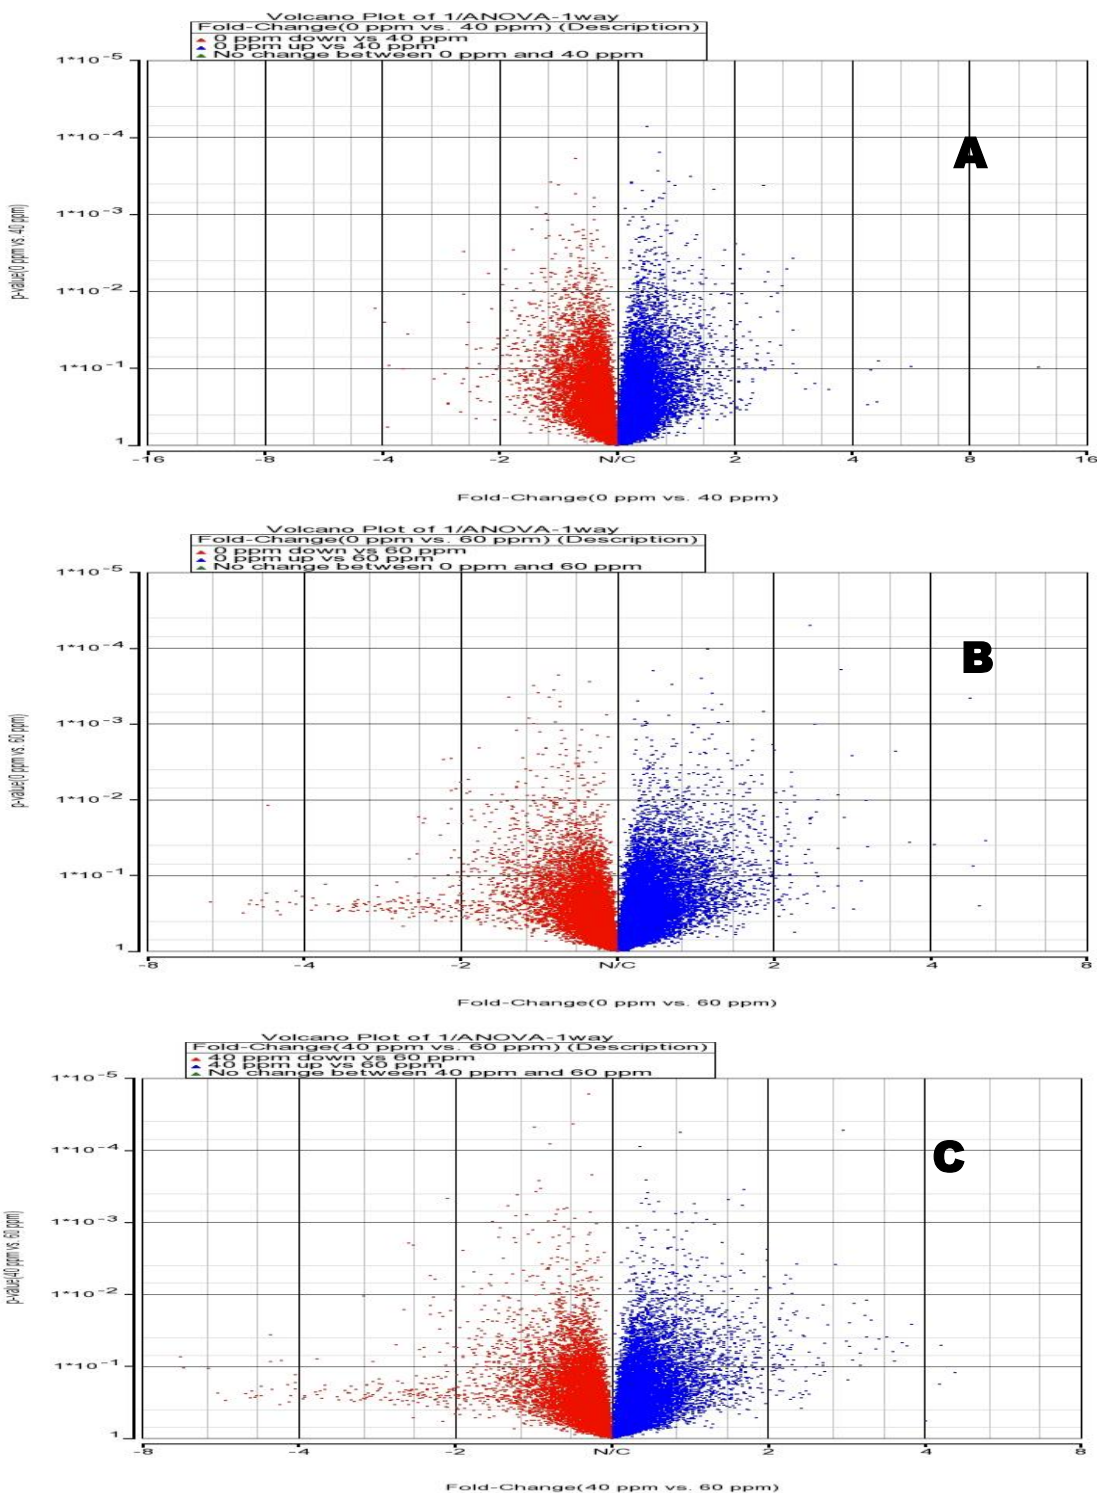 Volcano Plot of 1/ANOVA-1way
Fold-Change(0 ppm vs. 40 ppm) (Description)
0 ppm down vs 40 ppm
0 ppm up vs 40 ppm
No change between 0 ppm and 40 ppm
1*10-5
1*10-4
1*10-3
1*10-2
1*10-1
1
p-value(0 ppm vs. 40 ppm)
A
-16 -8 -4 -2 N/C 2 4 8 16
Fold-Change(0 ppm vs. 40 ppm)
Volcano Plot of 1/ANOVA-1way
Fold-Change(0 ppm vs. 60 ppm) (Description)
0 ppm down vs 60 ppm
0 ppm up vs 60 ppm
No change between 0 ppm and 60 ppm
1*10-5
1*10-4
1*10-3
1*10-2
1*10-1
1
p-value(0 ppm vs. 60 ppm)
B
-8 -4 -2 N/C 2 4 8
Fold-Change(0 ppm vs. 60 ppm)
Volcano Plot of 1/ANOVA-1way
Fold-Change(40 ppm vs. 60 ppm) (Description)
40 ppm down vs 60 ppm
40 ppm up vs 60 ppm
No change between 40 ppm and 60 ppm
1*10-5
1*10-4
1*10-3
1*10-2
1*10-1
1
p-value(40 ppm vs. 60 ppm)
C
-8 -4 -2 N/C 2 4 8
Fold-Change(40 ppm vs. 60 ppm)